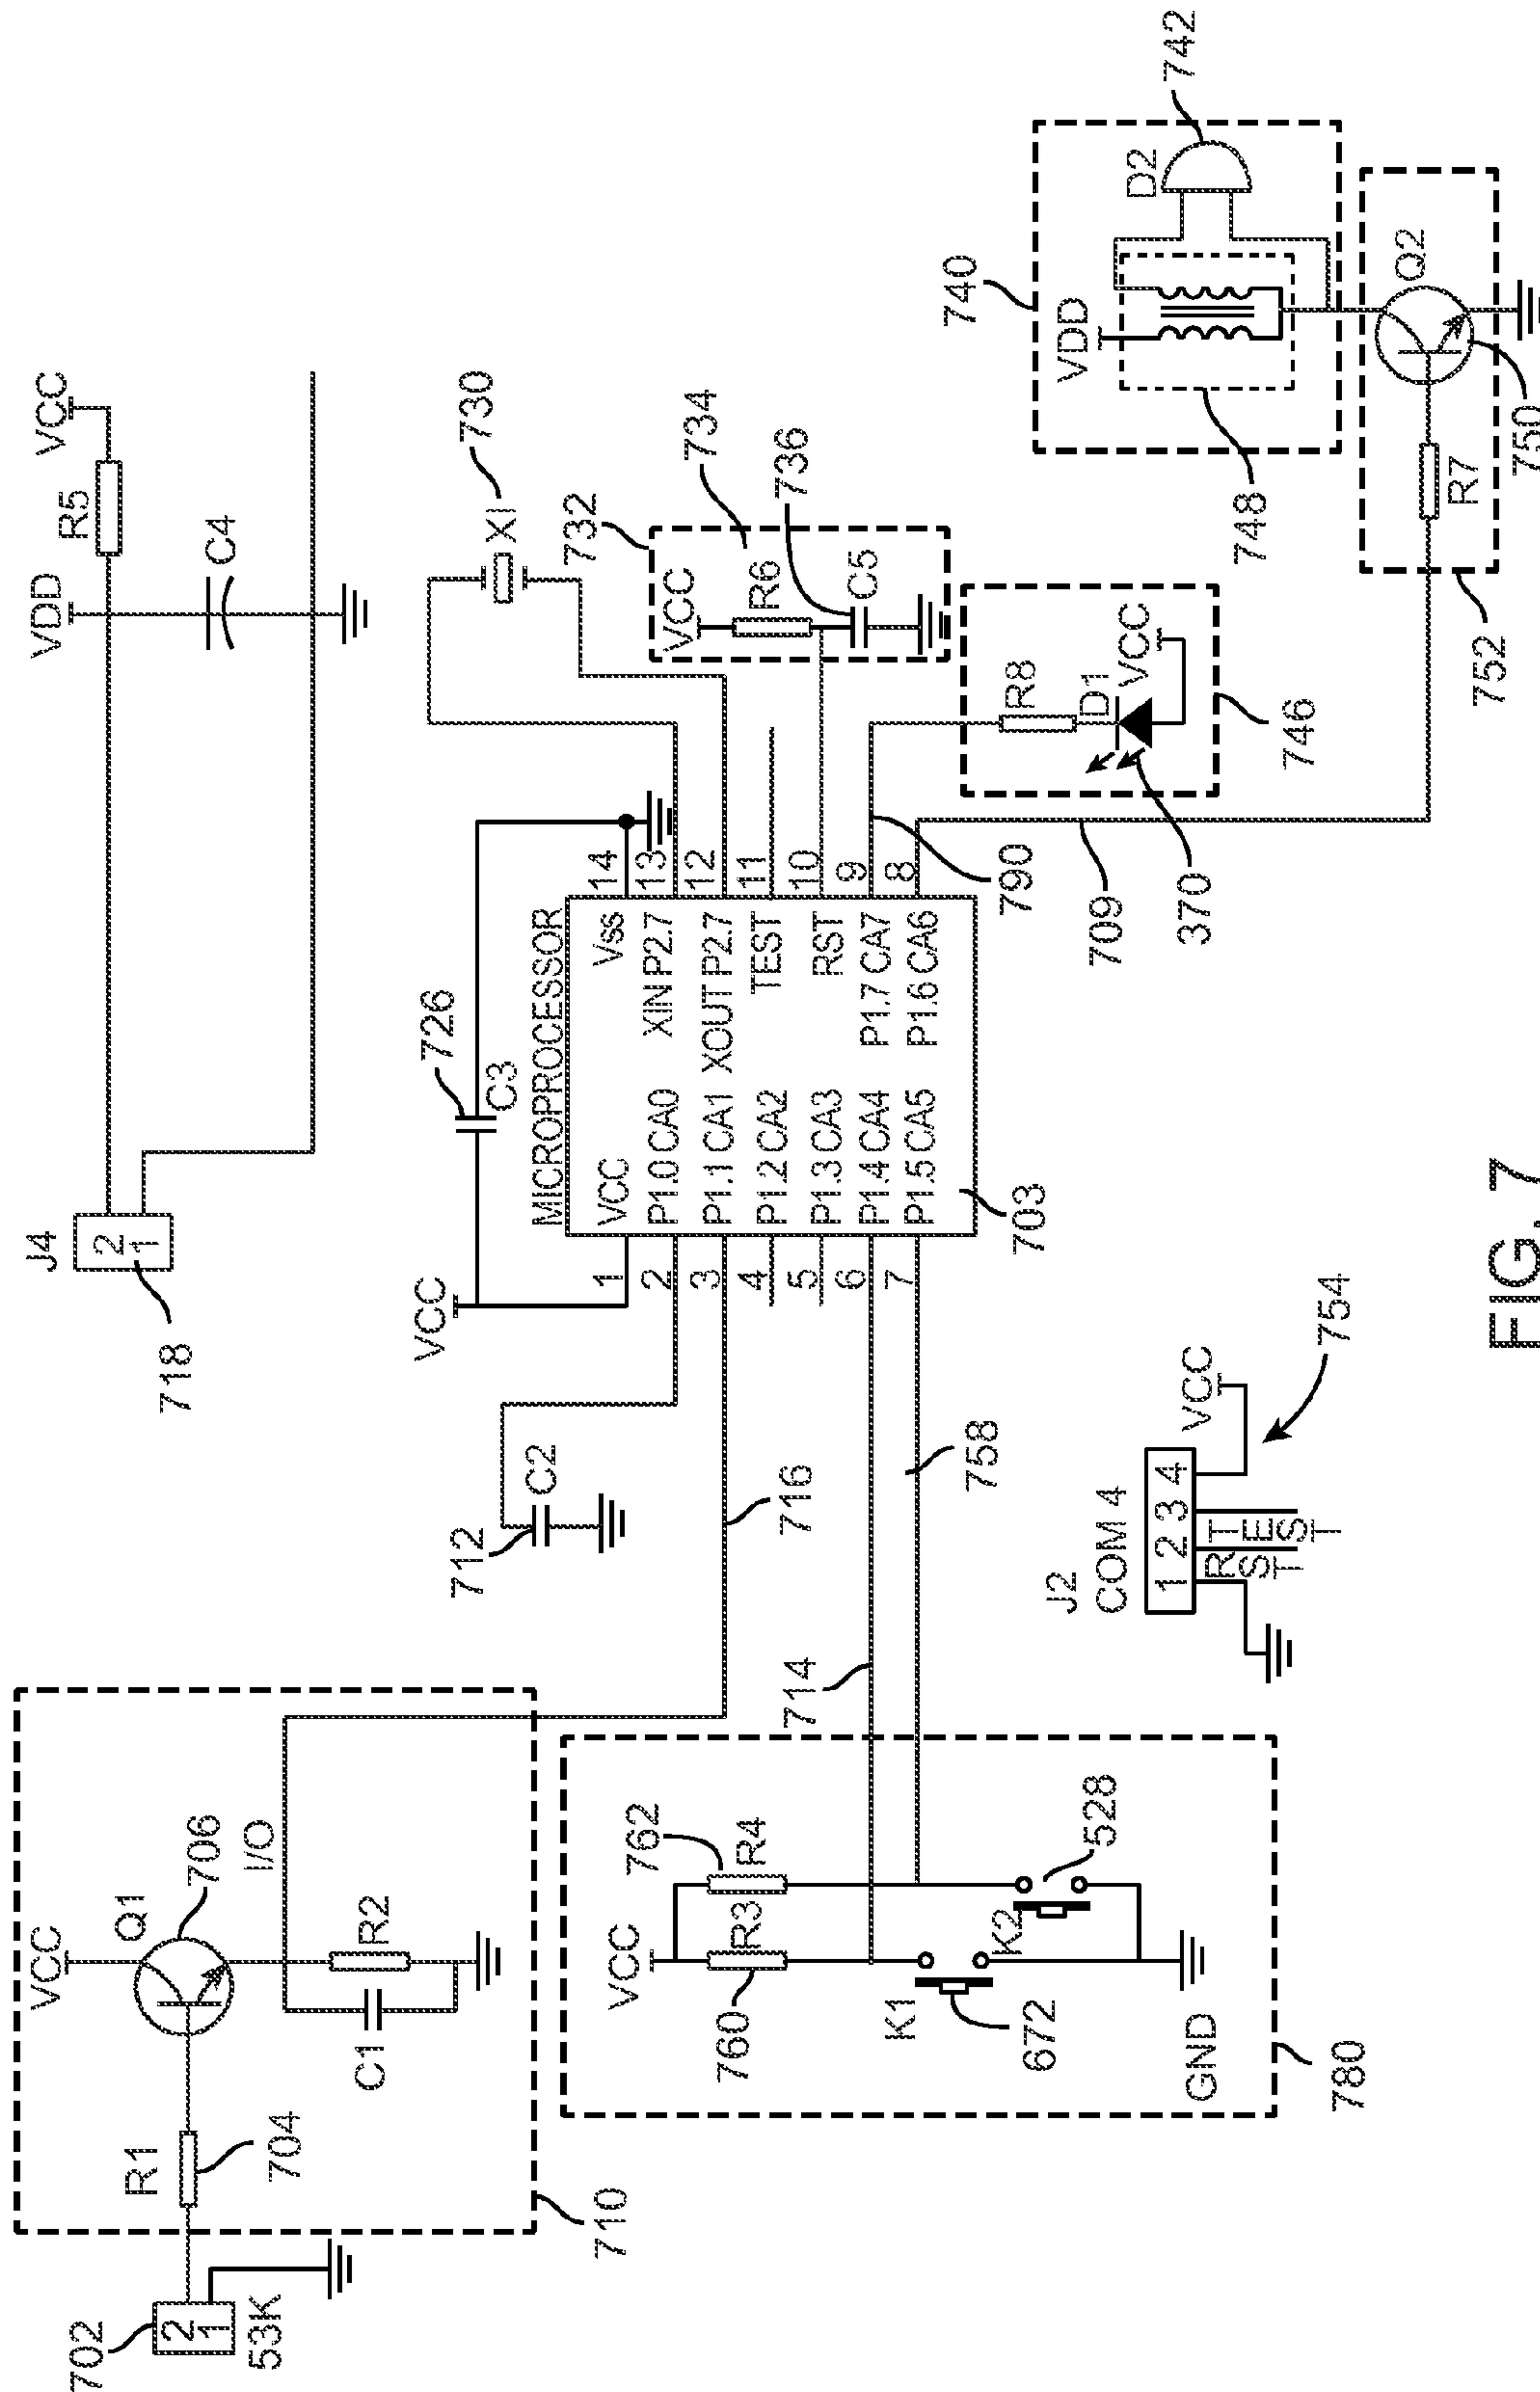 J4
2
1
718
VDD
R5
VCC
C4
VCC
Q1
706
I/O
R1
704
C1
R2
702
2
1
53K
710
712
C2
VCC
726
C3
MICROPROCESSOR
1
VCC
Vss
14
2
P1.0 CA0
XIN P2.7
13
3
P1.1 CA1
XOUT P2.7
12
4
P1.2 CA2
TEST
11
5
P1.3 CA3
RST
10
6
P1.4 CA4
P1.7 CA7
9
7
P1.5 CA5
P1.6 CA6
8
703
716
714
758
730
XI
732
734
VCC
R6
736
C5
R8
D1
VCC
746
790
709
370
740
VDD
D2
742
748
Q2
R7
750
752
762
VCC
R3
R4
760
K1
K2
528
672
GND
780
J2
COM 4
1 2 3 4
RST
TEST
VCC
754
FIG. 7